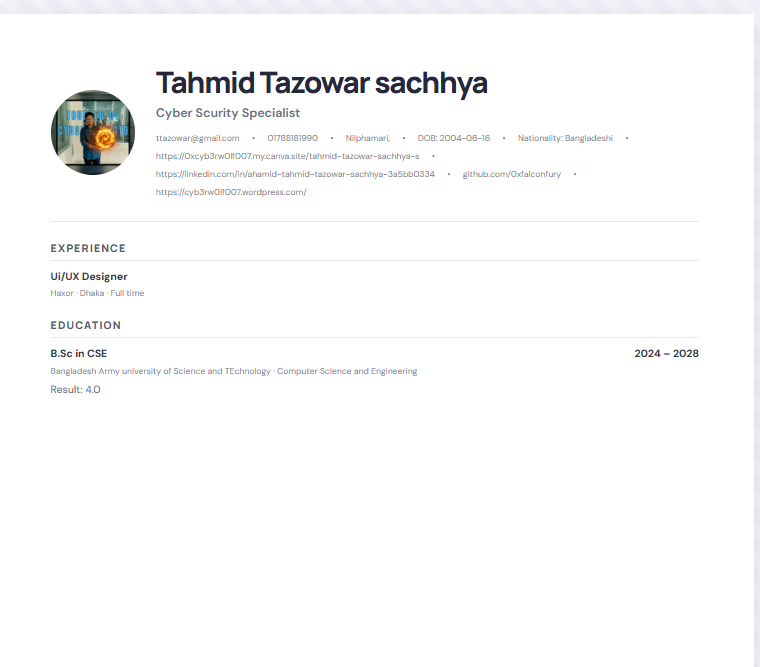 Tahmid Tazowar sachhya
Cyber Scurity Specialist
ttazowar@gmail.com • 01788181990 • Nilphamari, • DOB: 2004-06-16 • Nationality: Bangladeshi •
https://0xcyb3rw0lf007.my.canva.site/tahmid-tazowar-sachhya-s •
https://linkedin.com/in/ahamid-tahmid-tazowar-sachhya-3a5bb0334 • github.com/0xfalconfury •
https://cyb3rw0lf007.wordpress.com/
EXPERIENCE
Ui/UX Designer
Haxor · Dhaka · Full time
EDUCATION
B.Sc in CSE 2024 – 2028
Bangladesh Army university of Science and TEchnology · Computer Science and Engineering
Result: 4.0